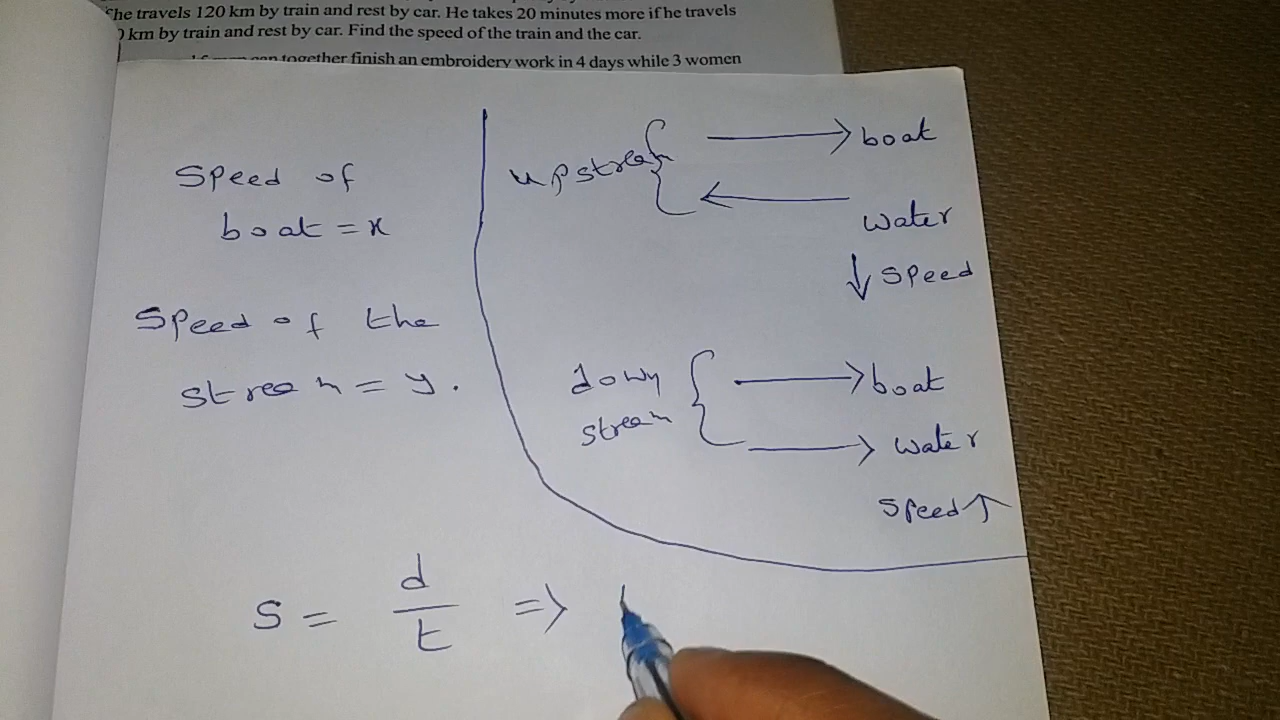 he travels 120 km by train and rest by car. He takes 20 minutes more if he travels
km by train and rest by car. Find the speed of the train and the car.
together finish an embroidery work in 4 days while 3 women
Speed of
boat = x
Speed of the
stream = y.
upstream
boat
water
↓ speed
down
stream
boat
water
Speed ↑
S = d/t =>